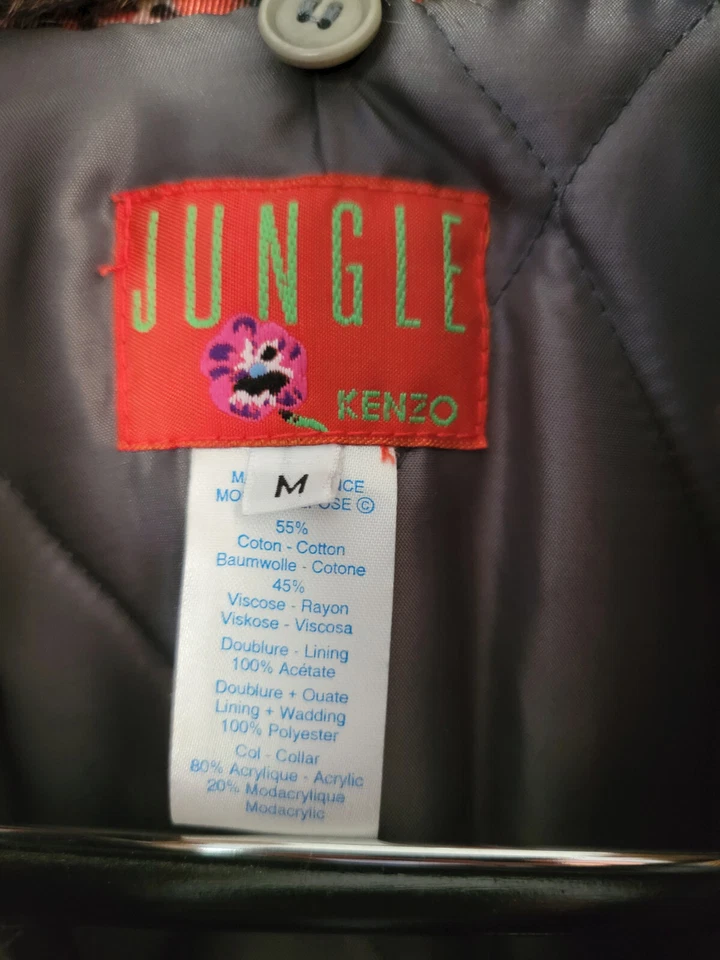 JUNGLE
KENZO
M
MO
©
55%
Coton - Cotton
Baumwolle - Cotone
45%
Viscose - Rayon
Viskose - Viscosa
Doublure - Lining
100% Acétate
Doublure + Ouate
Lining + Wadding
100% Polyester
Col - Collar
80% Acrylique - Acrylic
20% Modacrylique
Modacrylic